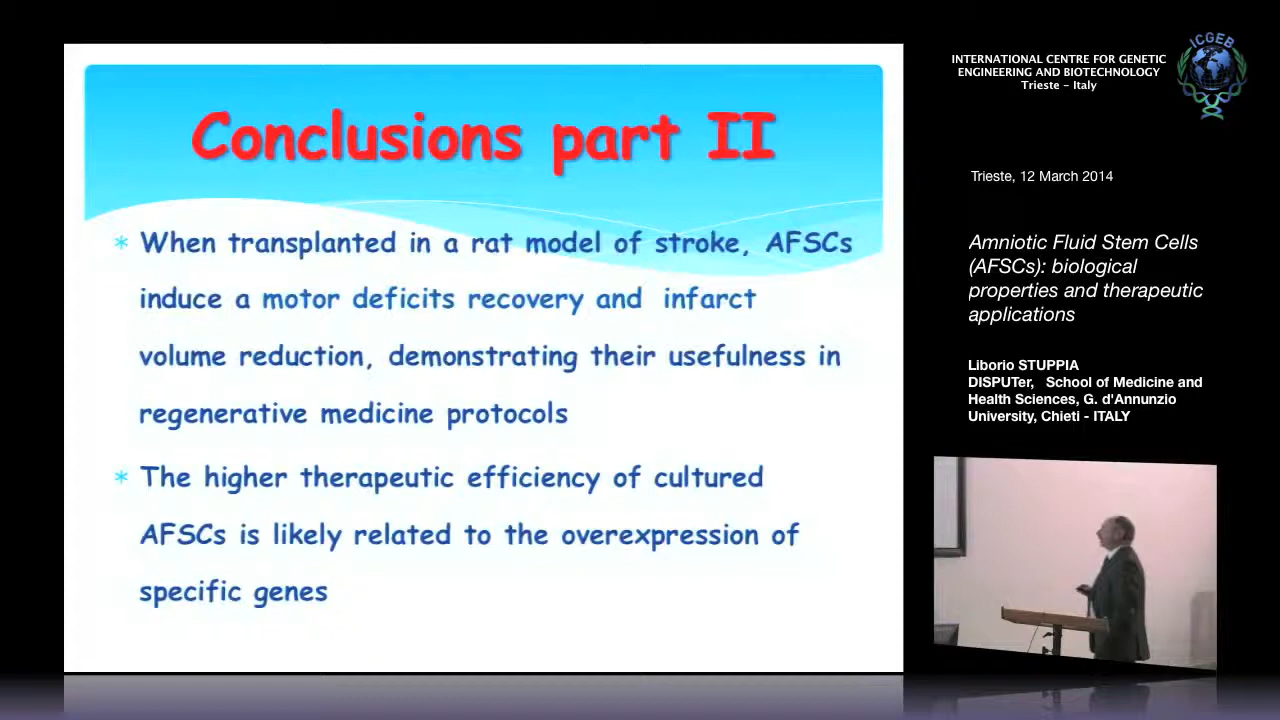 Conclusions part II
* When transplanted in a rat model of stroke, AFSCs
induce a motor deficits recovery and infarct
volume reduction, demonstrating their usefulness in
regenerative medicine protocols
* The higher therapeutic efficiency of cultured
AFSCs is likely related to the overexpression of
specific genes
INTERNATIONAL CENTRE FOR GENETIC
ENGINEERING AND BIOTECHNOLOGY
Trieste - Italy
ICGEB
Trieste, 12 March 2014
Amniotic Fluid Stem Cells
(AFSCs): biological
properties and therapeutic
applications
Liborio STUPPIA
DISPUTer, School of Medicine and
Health Sciences, G. d'Annunzio
University, Chieti - ITALY